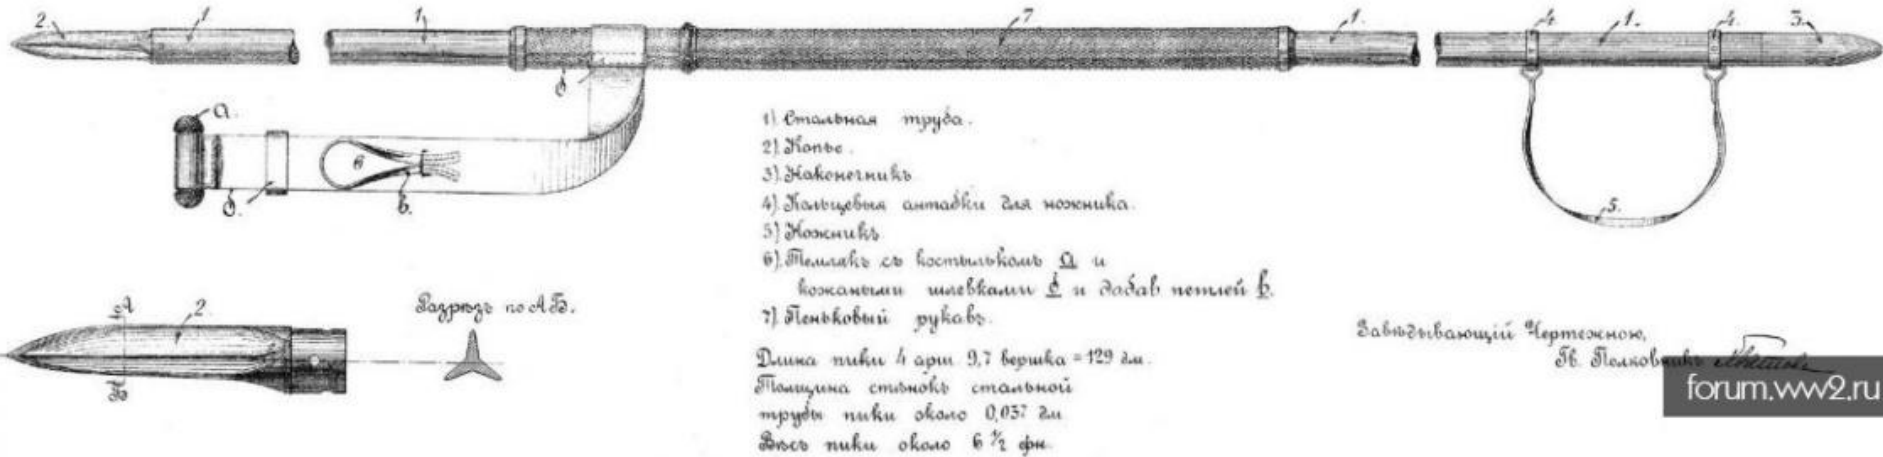 2.
1
1
7
1.
4.
1.
4.
3.
б
а.
б.
6
в.
5.
1) Стальная труба.
2) Копье.
3) Наконечникъ
4) Кольцевыя антабки для ножника.
5) Ножникъ
6) Темлякъ съ костылькомъ а и
кожаными шлевками б и добав петлей в.
7) Пеньковый рукавъ.
Длина пики 4 арш. 9,7 вершка = 129 дм.
Толщина стѣнокъ стальной
трубы пики около 0,037 дм
Вѣсъ пики около 6 ½ фн.
А
2.
Б
Разрѣзъ по АБ.
Завѣдывающій Чертежною,
Гв. Полковникъ
forum.ww2.ru